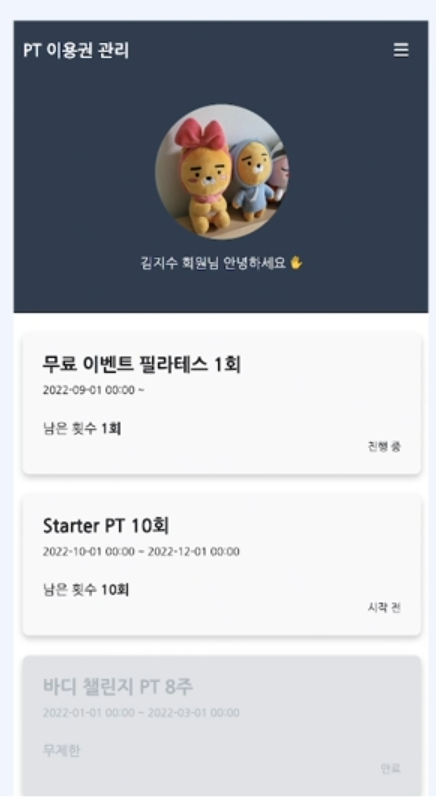 PT 이용권 관리
김지수 회원님 안녕하세요 🖐
무료 이벤트 필라테스 1회
2022-09-01 00:00 ~
남은 횟수 1회
진행 중
Starter PT 10회
2022-10-01 00:00 ~ 2022-12-01 00:00
남은 횟수 10회
시작 전
바디 챌린지 PT 8주
2022-01-01 00:00 ~ 2022-03-01 00:00
무제한
만료